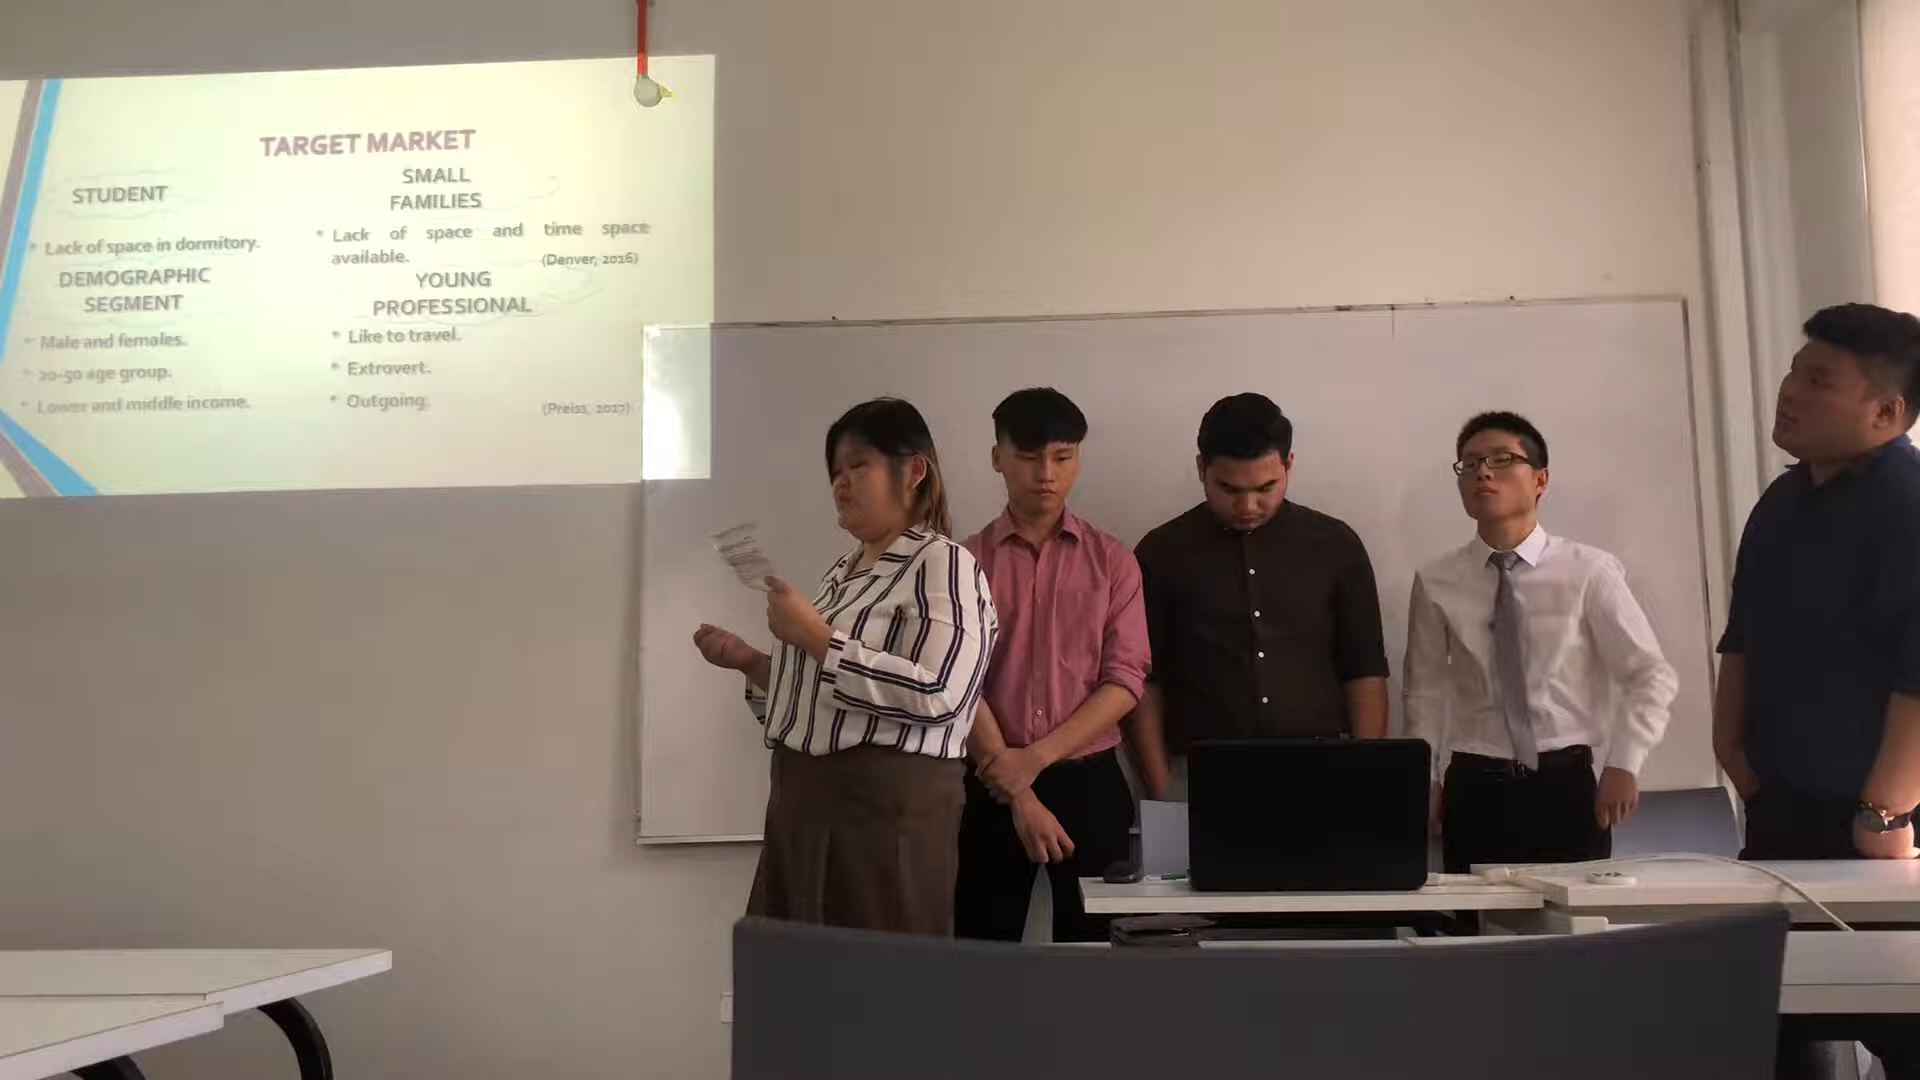 TARGET MARKET
STUDENT
* Lack of space in dormitory.
DEMOGRAPHIC
SEGMENT
* Male and females.
* 20-50 age group.
* Lower and middle income.
SMALL
FAMILIES
* Lack of space and time space
available. (Denver, 2016)
YOUNG
PROFESSIONAL
* Like to travel.
* Extrovert.
* Outgoing. (Preiss, 2017)